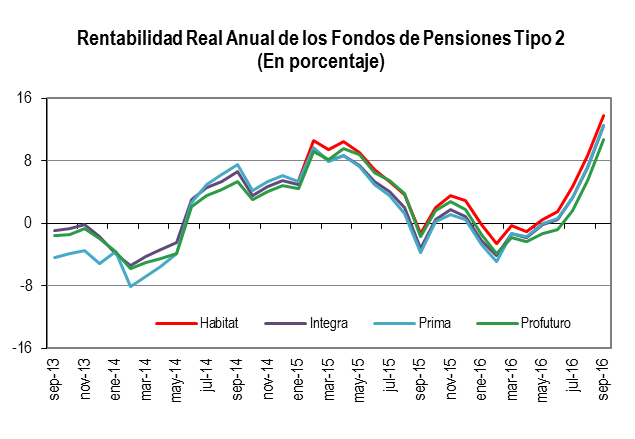 Rentabilidad Real Anual de los Fondos de Pensiones Tipo 2
(En porcentaje)
16
8
0
-8
-16
Habitat
Integra
Prima
Profuturo
sep-13
nov-13
ene-14
mar-14
may-14
jul-14
sep-14
nov-14
ene-15
mar-15
may-15
jul-15
sep-15
nov-15
ene-16
mar-16
may-16
jul-16
sep-16